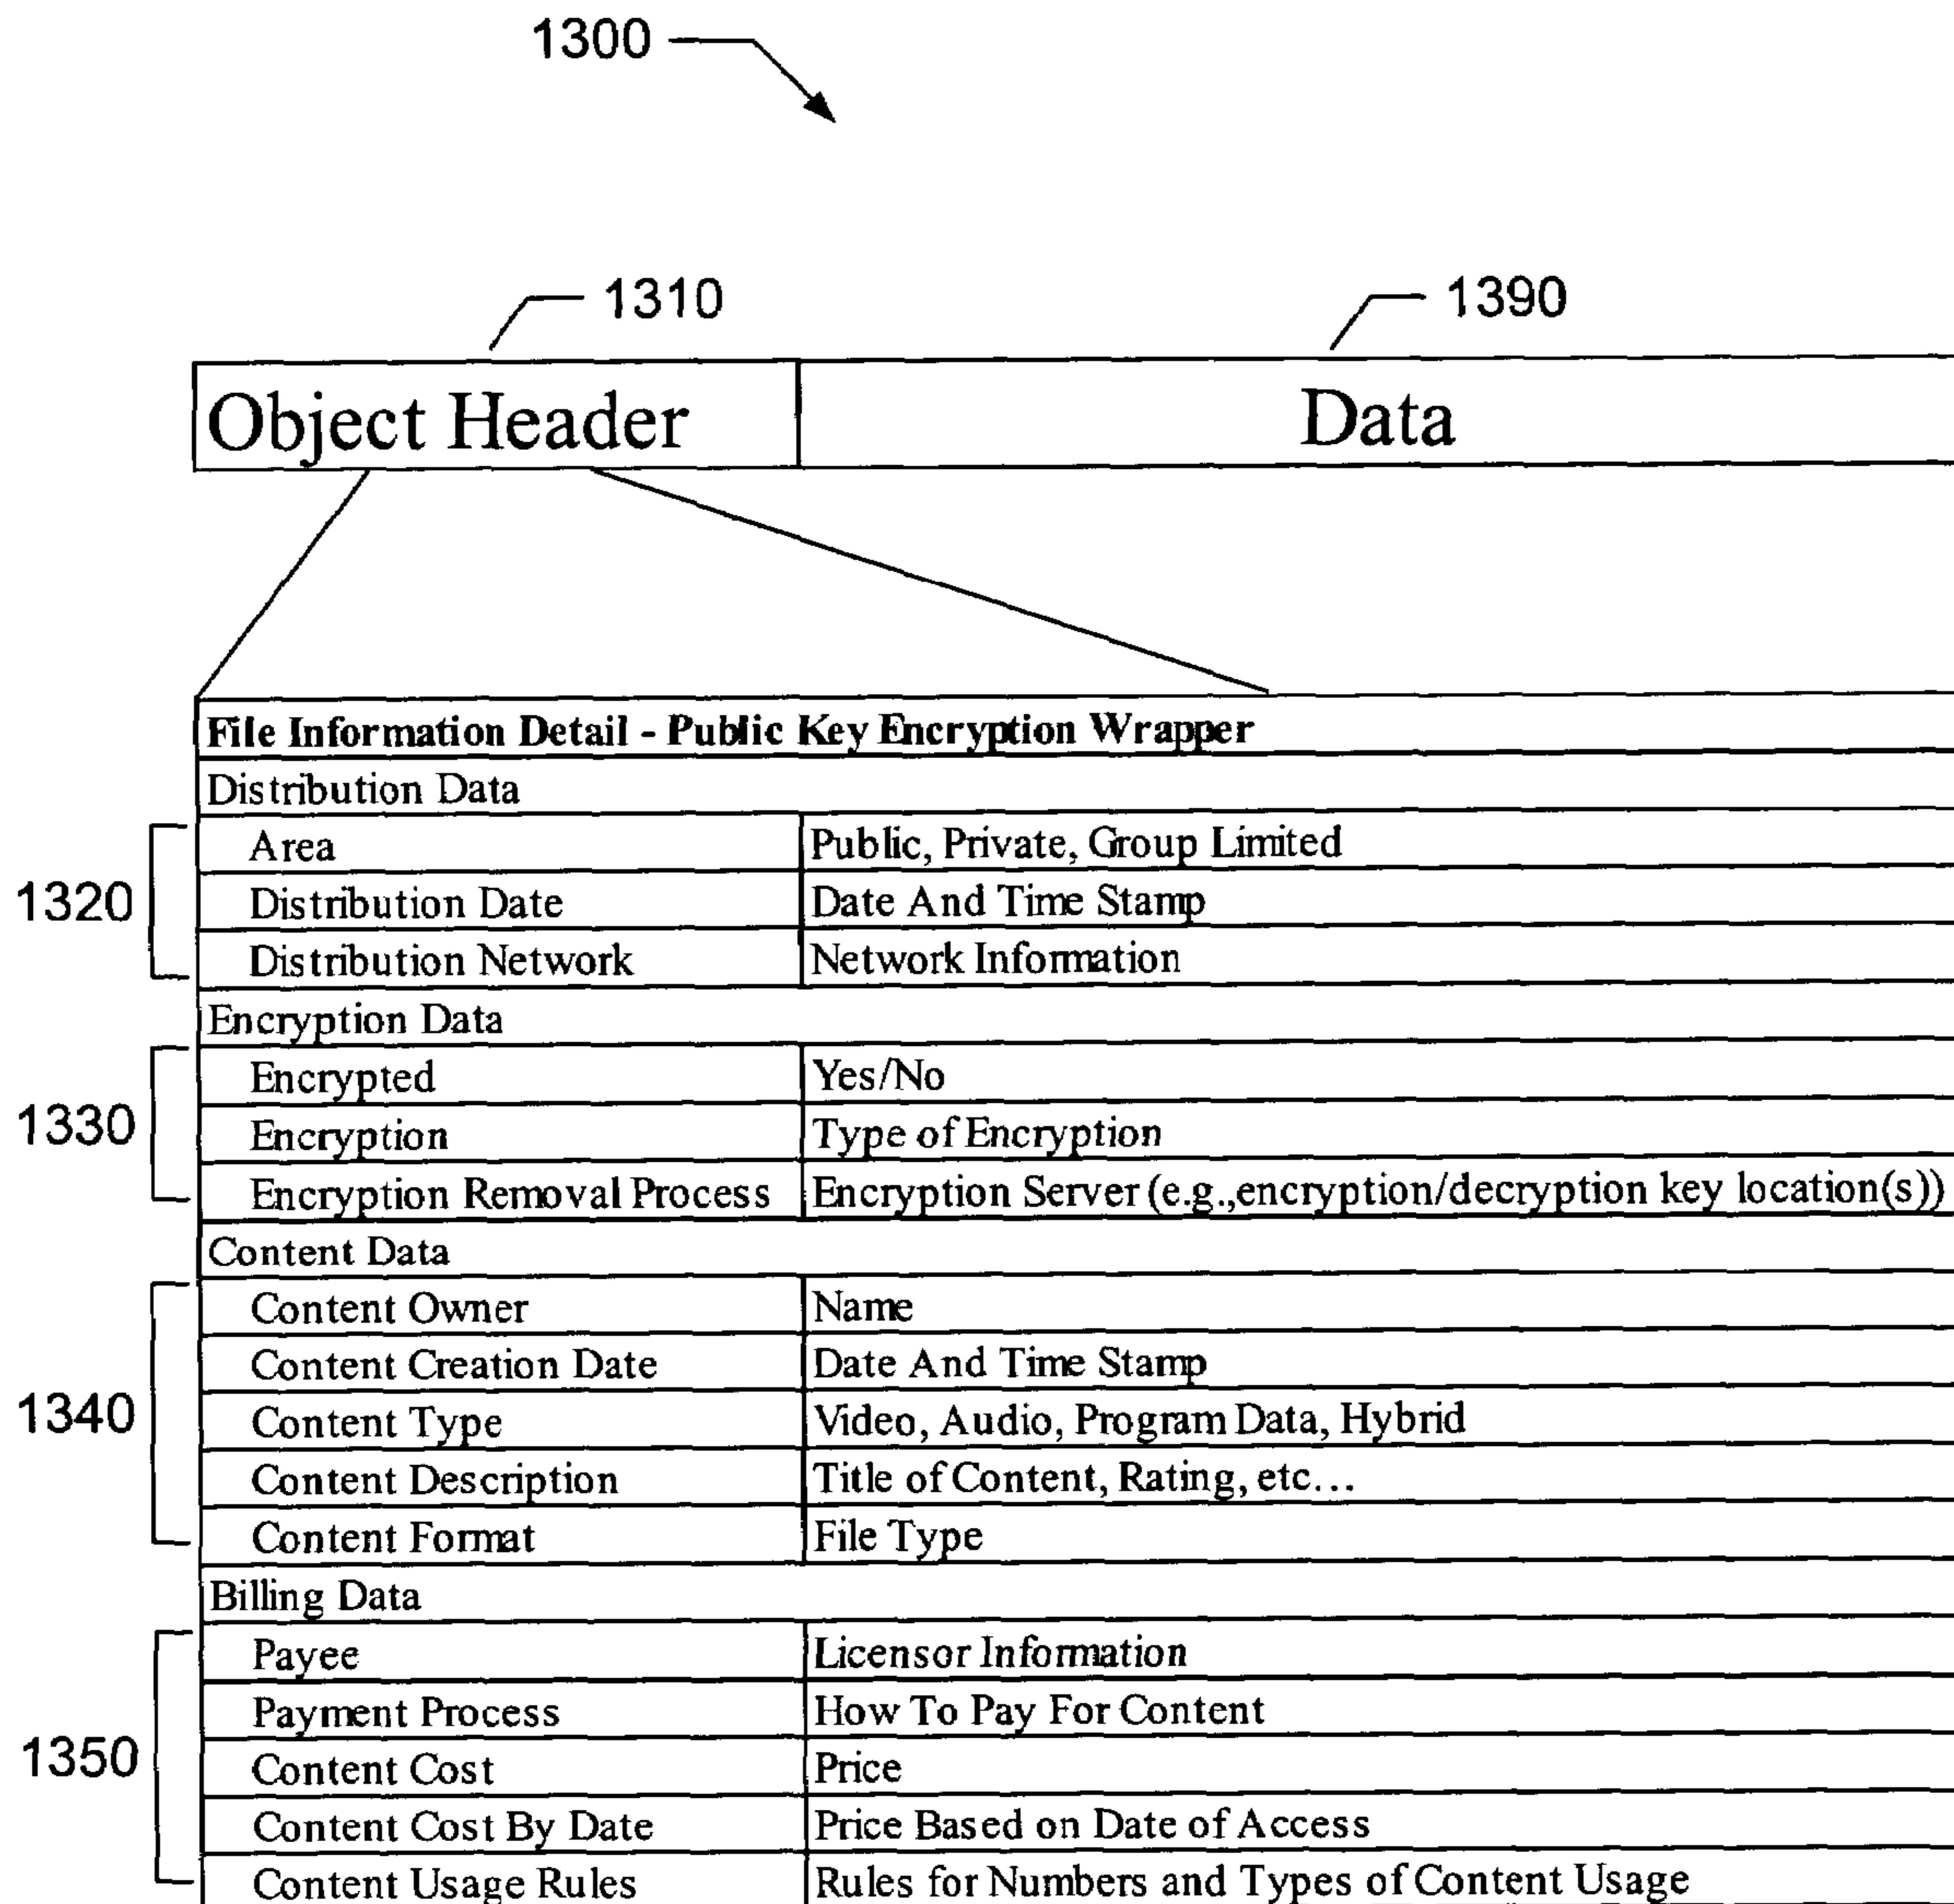 1300
1310
1390
Object Header Data
File Information Detail - Public Key Encryption Wrapper
Distribution Data
Area Public, Private, Group Limited
1320 Distribution Date Date And Time Stamp
Distribution Network Network Information
Encryption Data
Encrypted Yes/No
1330 Encryption Type of Encryption
Encryption Removal Process Encryption Server (e.g.,encryption/decryption key location(s))
Content Data
Content Owner Name
Content Creation Date Date And Time Stamp
1340 Content Type Video, Audio, Program Data, Hybrid
Content Description Title of Content, Rating, etc...
Content Format File Type
Billing Data
Payee Licensor Information
Payment Process How To Pay For Content
1350 Content Cost Price
Content Cost By Date Price Based on Date of Access
Content Usage Rules Rules for Numbers and Types of Content Usage